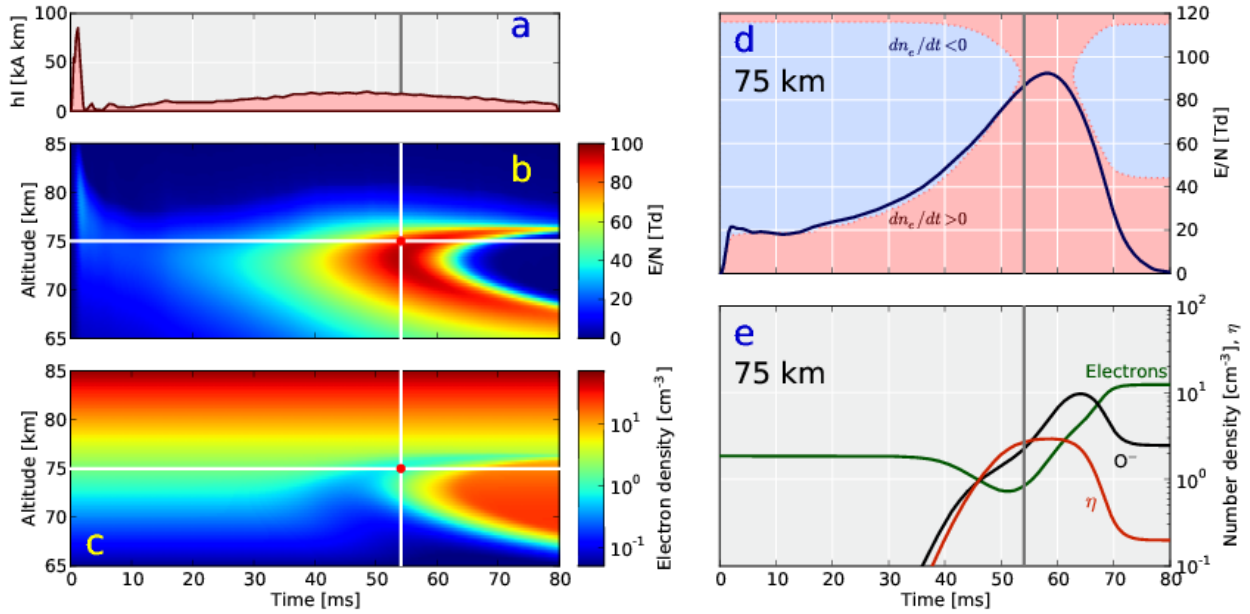 a
hI [kA km]
100
50
0
b
Altitude [km]
85
80
75
70
65
100
80
60
40
20
0
E/N [Td]
c
Altitude [km]
85
80
75
70
65
10¹
10⁰
10⁻¹
Electron density [cm⁻³]
0 10 20 30 40 50 60 70 80
Time [ms]
d
75 km
dnₑ/dt<0
dnₑ/dt>0
120
100
80
60
40
20
0
E/N [Td]
e
75 km
Electrons
O⁻
η
10²
10¹
10⁰
10⁻¹
Number density [cm⁻³], η
0 10 20 30 40 50 60 70 80
Time [ms]